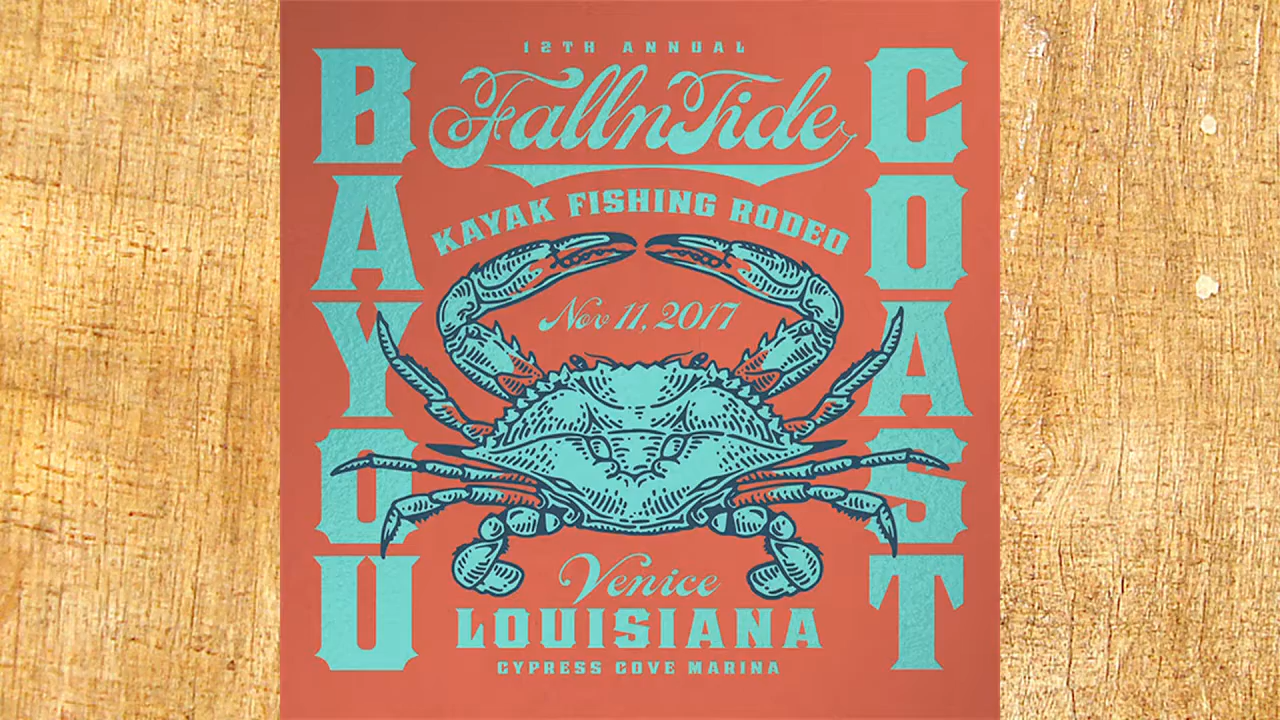 12TH ANNUAL
FallnTide
KAYAK FISHING RODEO
Nov 11, 2017
BAYOU
COAST
Venice
LOUISIANA
CYPRESS COVE MARINA